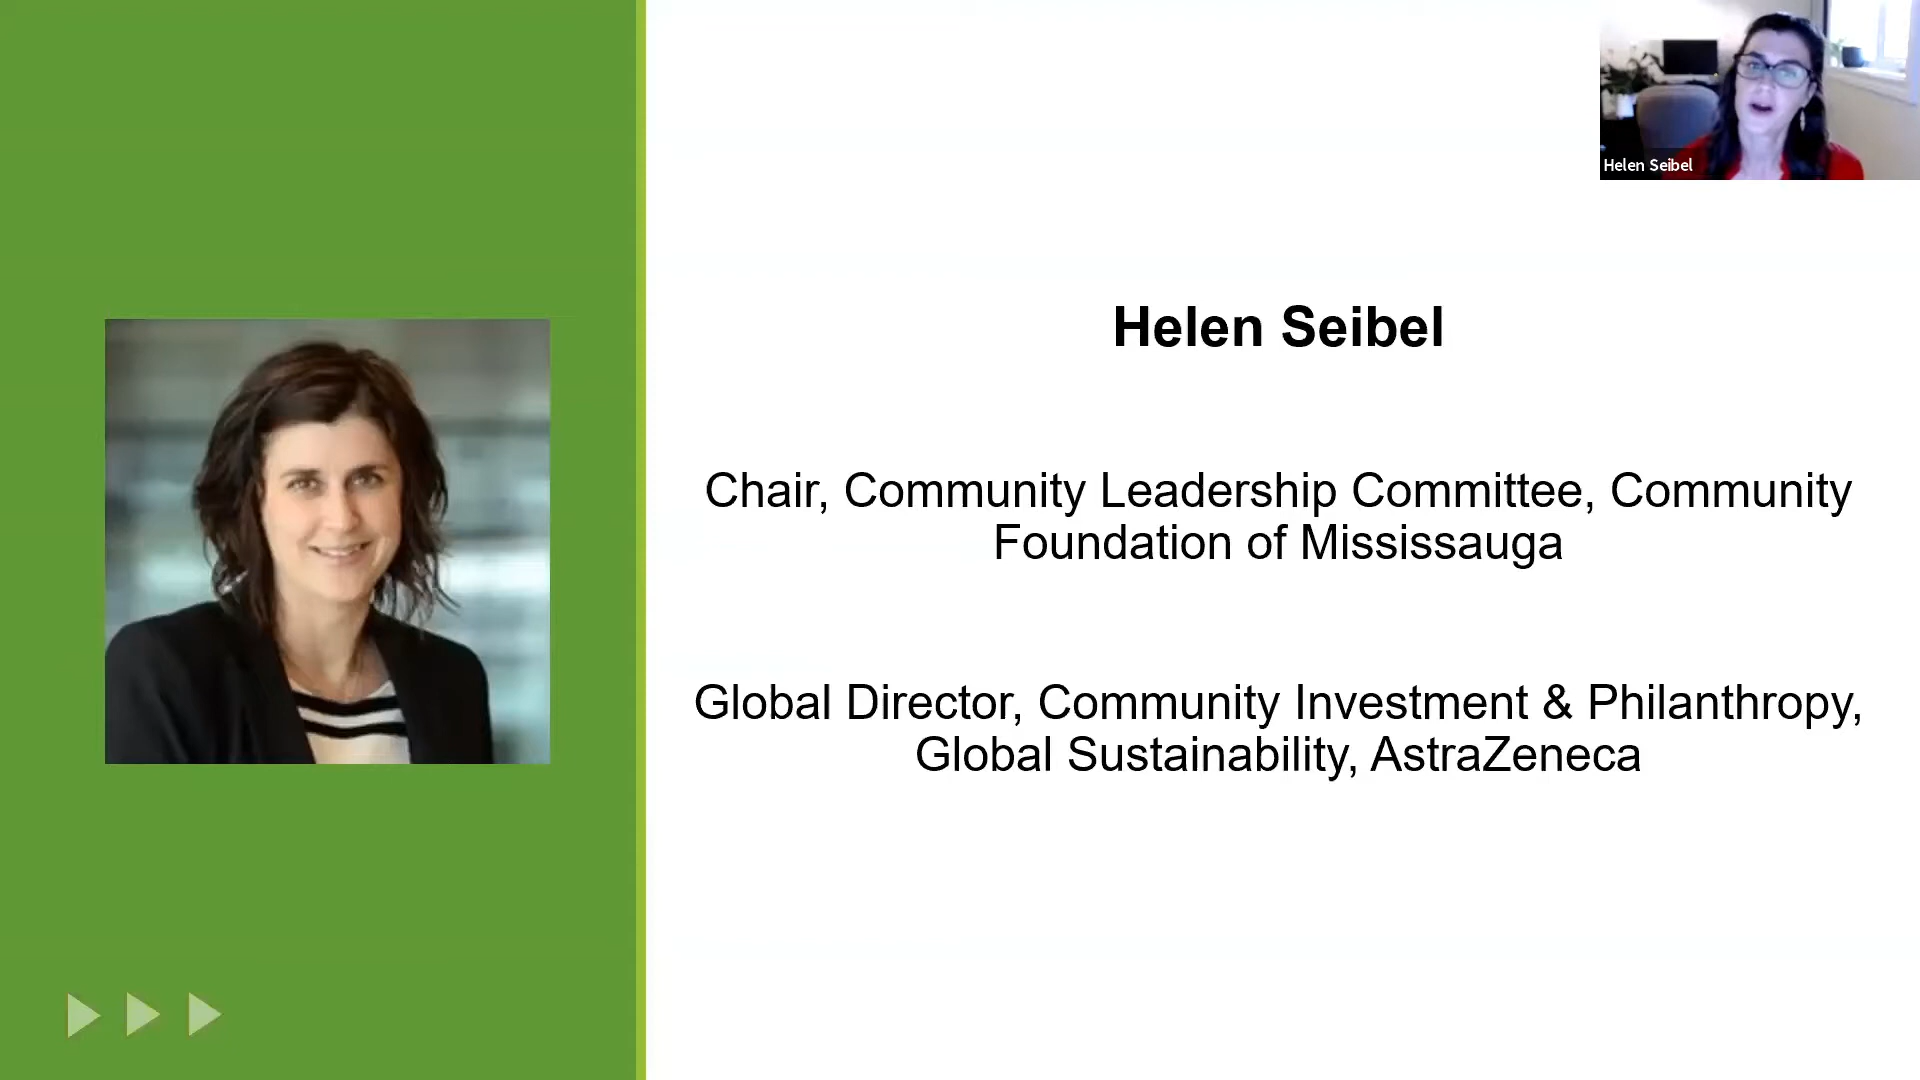 Helen Seibel
Helen Seibel
Chair, Community Leadership Committee, Community
Foundation of Mississauga
Global Director, Community Investment & Philanthropy,
Global Sustainability, AstraZeneca